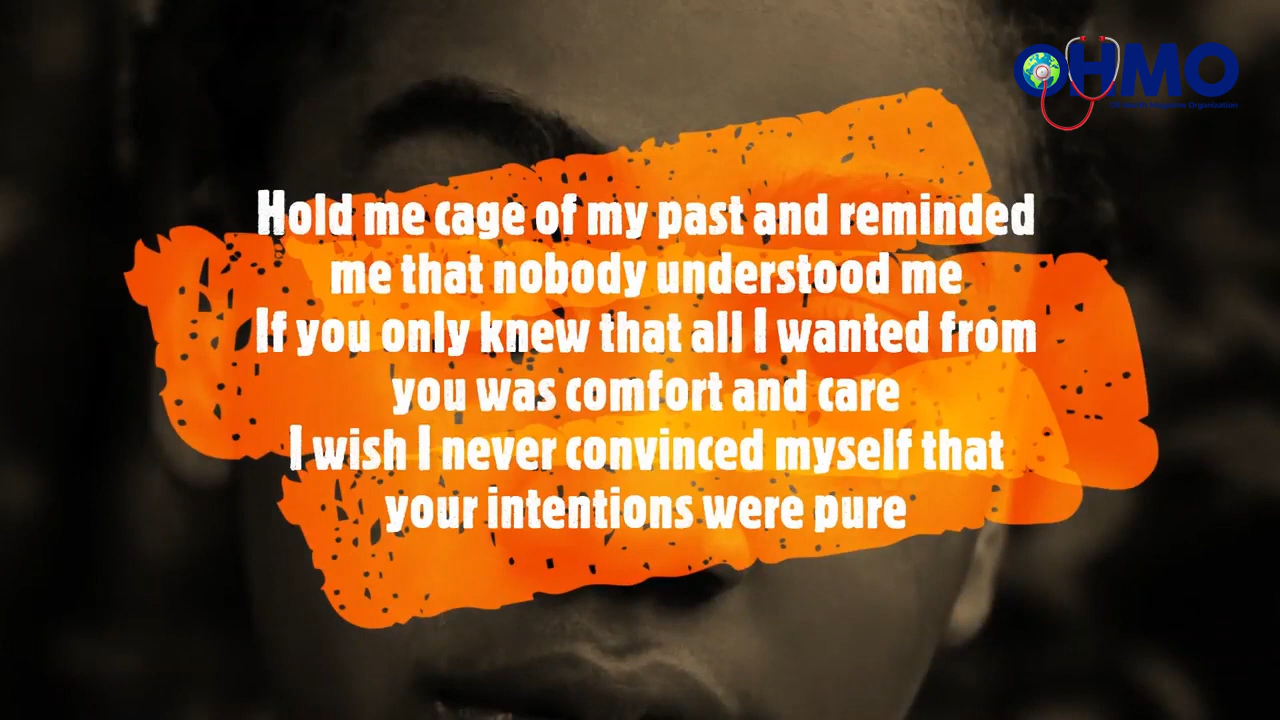 OHMO
Hold me cage of my past and reminded
me that nobody understood me
If you only knew that all I wanted from
you was comfort and care
I wish I never convinced myself that
your intentions were pure